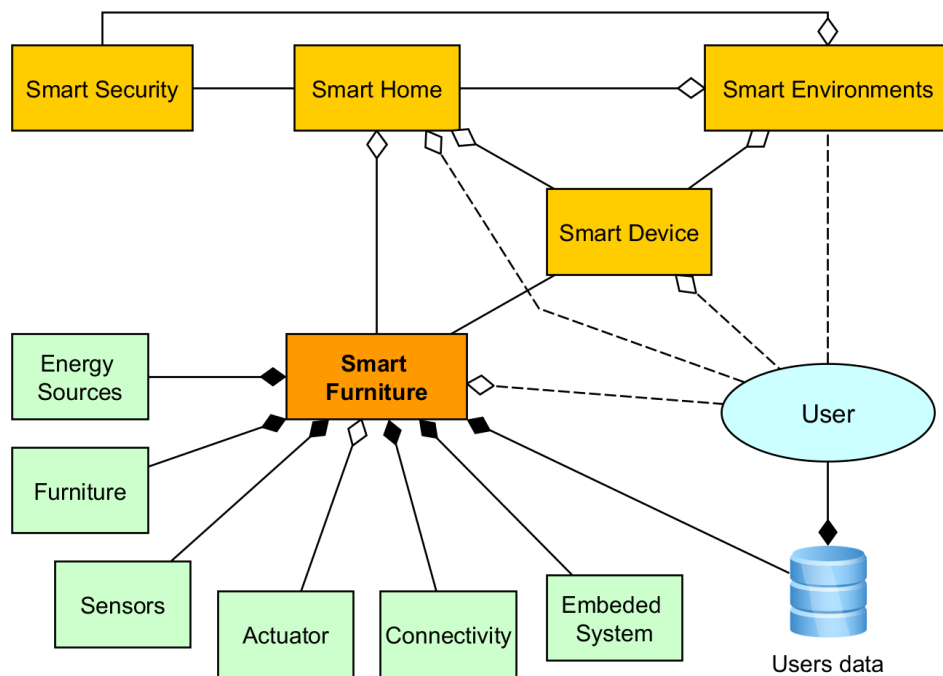 Smart Security
Smart Home
Smart Environments
Smart Device
Energy
Sources
Smart
Furniture
User
Furniture
Sensors
Actuator
Connectivity
Embeded
System
Users data